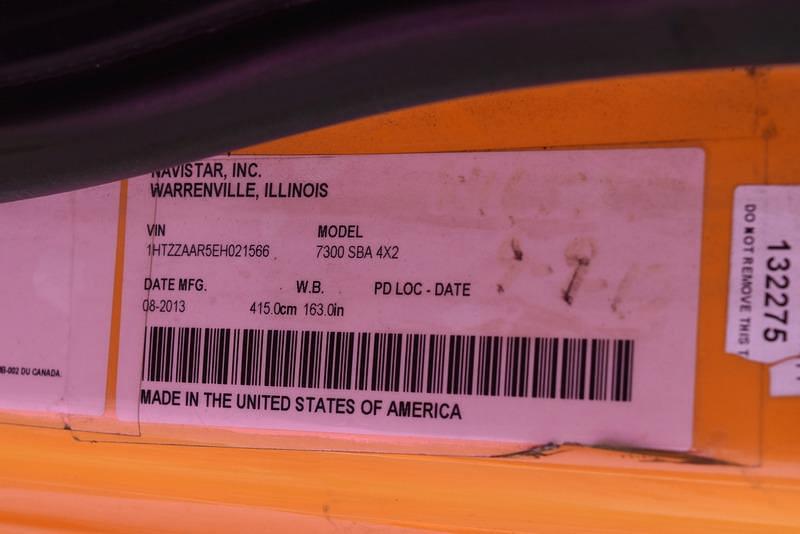 NAVISTAR, INC.
WARRENVILLE, ILLINOIS
VIN MODEL
1HTZZAAR5EH021566 7300 SBA 4X2
DATE MFG. W.B. PD LOC - DATE
08-2013 415.0cm 163.0in
MADE IN THE UNITED STATES OF AMERICA
DU CANADA.
DO NOT REMOVE THIS
132275